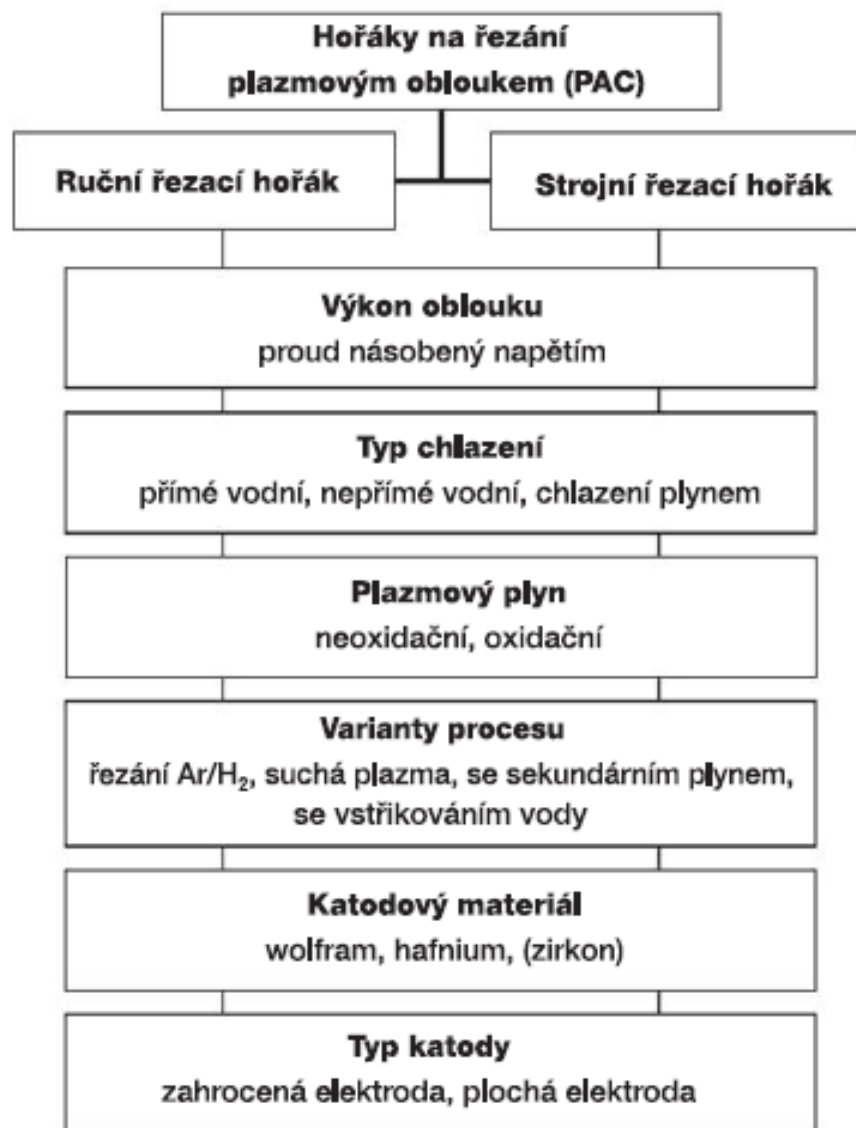 Hořáky na řezání
plazmovým obloukem (PAC)
Ruční řezací hořák
Strojní řezací hořák
Výkon oblouku
proud násobený napětím
Typ chlazení
přímé vodní, nepřímé vodní, chlazení plynem
Plazmový plyn
neoxidační, oxidační
Varianty procesu
řezání Ar/H₂, suchá plazma, se sekundárním plynem,
se vstřikováním vody
Katodový materiál
wolfram, hafnium, (zirkon)
Typ katody
zahrocená elektroda, plochá elektroda